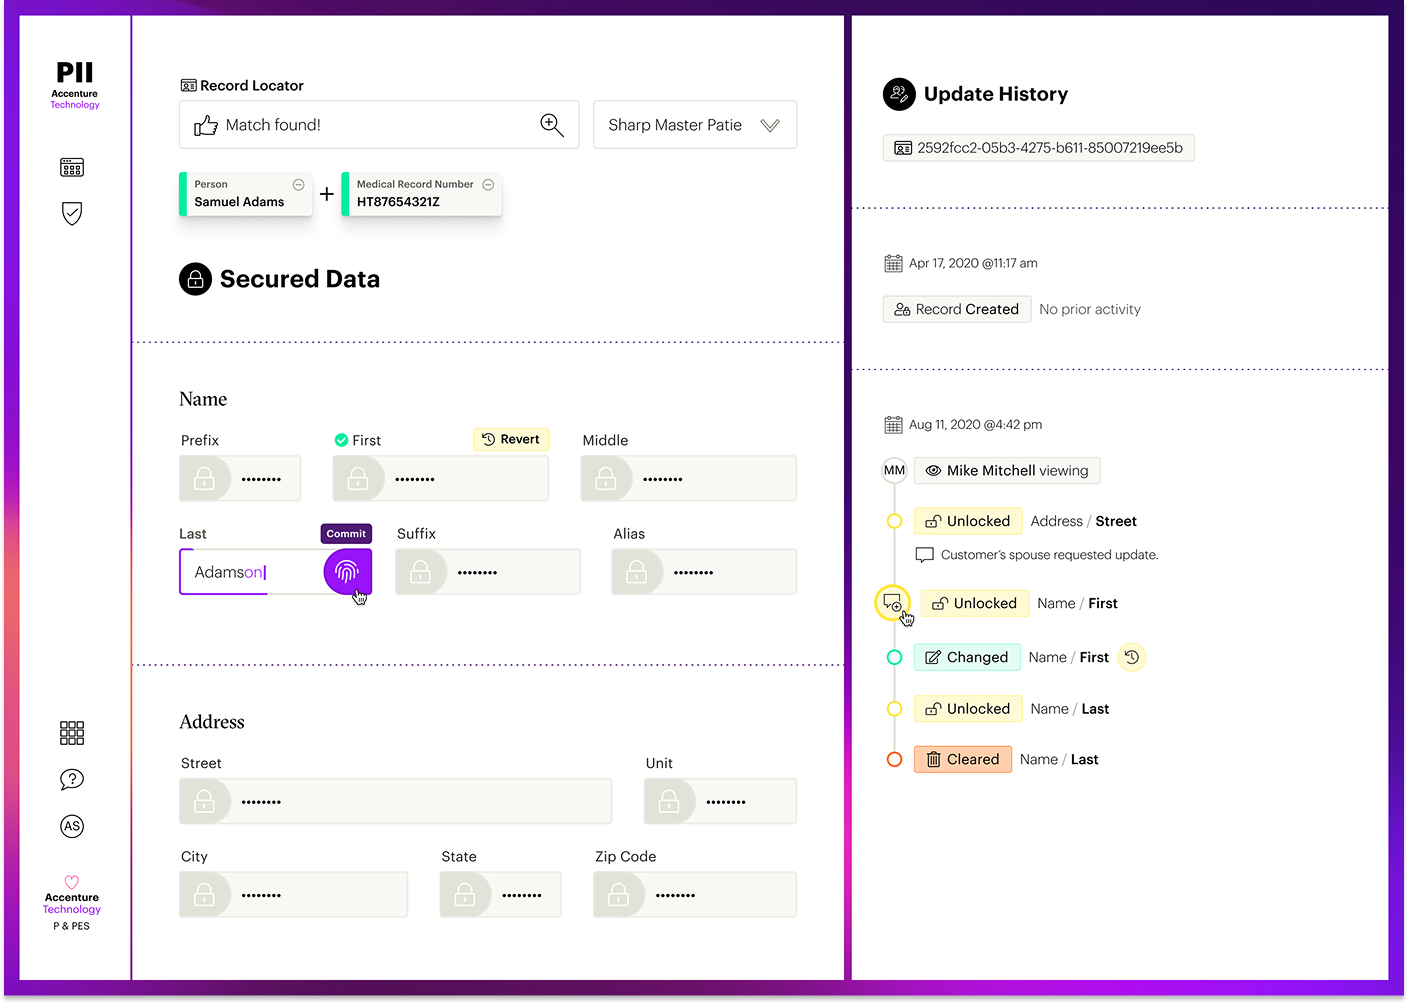 PII
Accenture
Technology
Record Locator
Match found!
Sharp Master Patie
Person
Samuel Adams
+
Medical Record Number
HT87654321Z
Secured Data
Name
Prefix
First
Revert
Middle
••••••••
••••••••
••••••••
Last
Commit
Suffix
Alias
Adamson
••••••••
••••••••
Address
Street
Unit
••••••••
••••••••
City
State
Zip Code
••••••••
••••••••
••••••••
?
AS
Accenture
Technology
P & PES
Update History
2592fcc2-05b3-4275-b611-85007219ee5b
Apr 17, 2020 @11:17 am
Record Created No prior activity
Aug 11, 2020 @4:42 pm
MM Mike Mitchell viewing
Unlocked Address / Street
Customer's spouse requested update.
Unlocked Name / First
Changed Name / First
Unlocked Name / Last
Cleared Name / Last